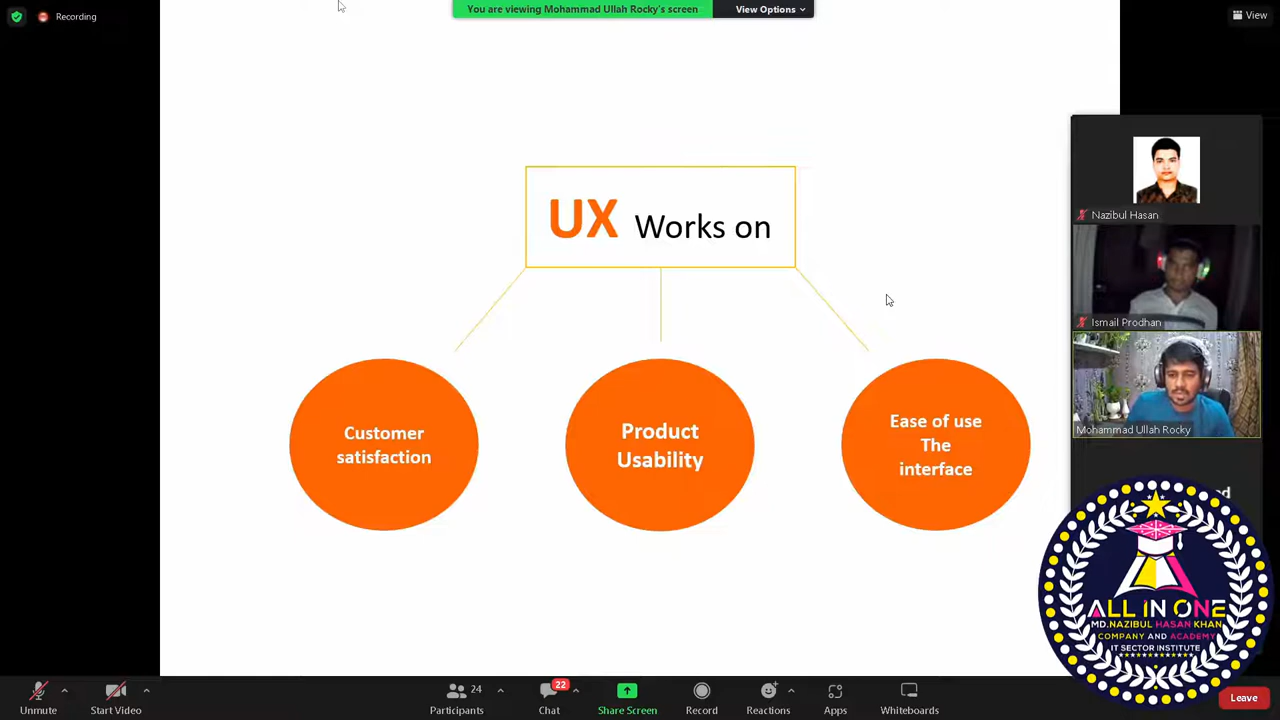 Recording
You are viewing Mohammad Ullah Rocky's screen
View Options
View
UX Works on
Customer
satisfaction
Product
Usability
Ease of use
The
interface
Nazibul Hasan
Ismail Prodhan
Mohammad Ullah Rocky
ALL IN ONE
MD.NAZIBUL HASAN KHAN
COMPANY AND ACADEMY
IT SECTOR INSTITUTE
Unmute
Start Video
24
Participants
22
Chat
Share Screen
Record
Reactions
Apps
Whiteboards
Leave